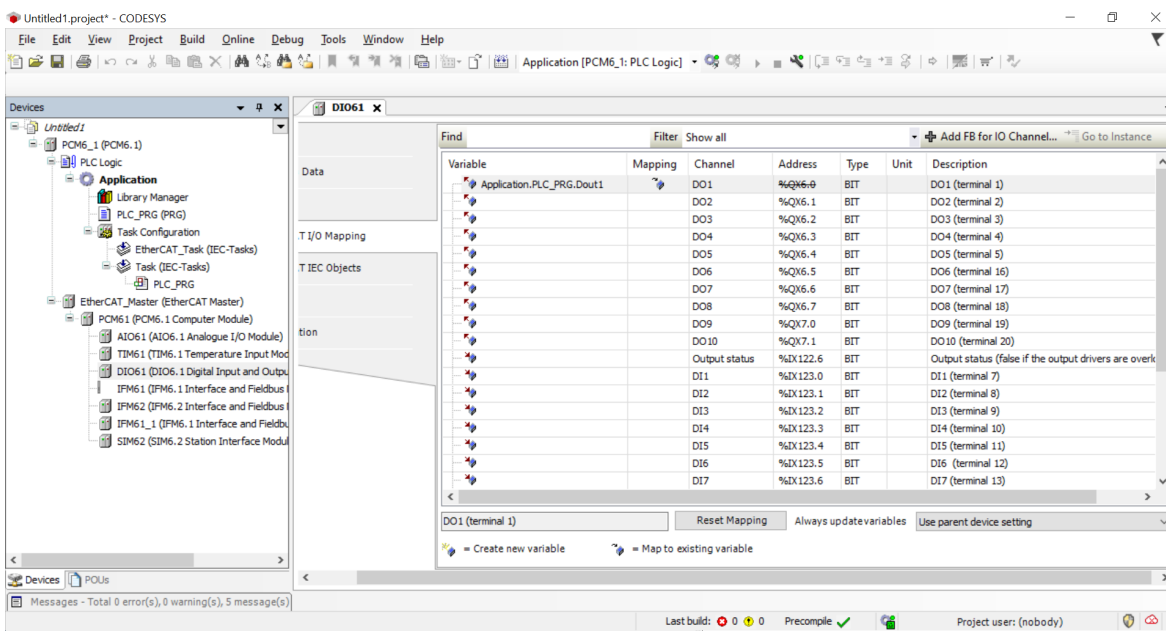 Untitled1.project* - CODESYS
File Edit View Project Build Online Debug Tools Window Help
Application [PCM6_1: PLC Logic]
Devices
DIO61
Untitled1
PCM6_1 (PCM6.1)
PLC Logic
Application
Library Manager
PLC_PRG (PRG)
Task Configuration
EtherCAT_Task (IEC-Tasks)
Task (IEC-Tasks)
PLC_PRG
EtherCAT_Master (EtherCAT Master)
PCM61 (PCM6.1 Computer Module)
AIO61 (AIO6.1 Analogue I/O Module)
TIM61 (TIM6.1 Temperature Input Mod
DIO61 (DIO6.1 Digital Input and Outpu
IFM61 (IFM6.1 Interface and Fieldbus
IFM62 (IFM6.2 Interface and Fieldbus
IFM61_1 (IFM6.1 Interface and Fieldbu
SIM62 (SIM6.2 Station Interface Modul
Data
.T I/O Mapping
.T IEC Objects
tion
Find Filter Show all Add FB for IO Channel... Go to Instance
Variable Mapping Channel Address Type Unit Description
Application.PLC_PRG.Dout1 DO1 %QX6.0 BIT DO1 (terminal 1)
DO2 %QX6.1 BIT DO2 (terminal 2)
DO3 %QX6.2 BIT DO3 (terminal 3)
DO4 %QX6.3 BIT DO4 (terminal 4)
DO5 %QX6.4 BIT DO5 (terminal 5)
DO6 %QX6.5 BIT DO6 (terminal 16)
DO7 %QX6.6 BIT DO7 (terminal 17)
DO8 %QX6.7 BIT DO8 (terminal 18)
DO9 %QX7.0 BIT DO9 (terminal 19)
DO10 %QX7.1 BIT DO10 (terminal 20)
Output status %IX122.6 BIT Output status (false if the output drivers are overlo
DI1 %IX123.0 BIT DI1 (terminal 7)
DI2 %IX123.1 BIT DI2 (terminal 8)
DI3 %IX123.2 BIT DI3 (terminal 9)
DI4 %IX123.3 BIT DI4 (terminal 10)
DI5 %IX123.4 BIT DI5 (terminal 11)
DI6 %IX123.5 BIT DI6 (terminal 12)
DI7 %IX123.6 BIT DI7 (terminal 13)
DO1 (terminal 1) Reset Mapping Always update variables Use parent device setting
= Create new variable = Map to existing variable
Devices POUs
Messages - Total 0 error(s), 0 warning(s), 5 message(s)
Last build: 0 0 Precompile Project user: (nobody)